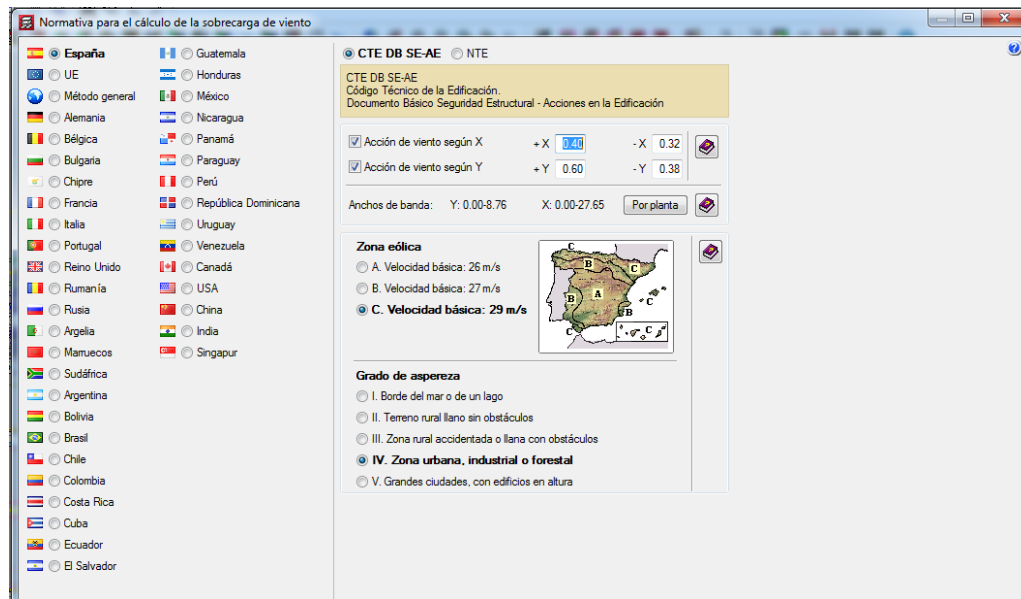 Normativa para el cálculo de la sobrecarga de viento
España
UE
Método general
Alemania
Bélgica
Bulgaria
Chipre
Francia
Italia
Portugal
Reino Unido
Rumanía
Rusia
Argelia
Marruecos
Sudáfrica
Argentina
Bolivia
Brasil
Chile
Colombia
Costa Rica
Cuba
Ecuador
El Salvador
Guatemala
Honduras
México
Nicaragua
Panamá
Paraguay
Perú
República Dominicana
Uruguay
Venezuela
Canadá
USA
China
India
Singapur
CTE DB SE-AE NTE
CTE DB SE-AE
Código Técnico de la Edificación.
Documento Básico Seguridad Estructural - Acciones en la Edificación
Acción de viento según X +X 0.40 -X 0.32
Acción de viento según Y +Y 0.60 -Y 0.38
Anchos de banda: Y: 0.00-8.76 X: 0.00-27.65 Por planta
Zona eólica
A. Velocidad básica: 26 m/s
B. Velocidad básica: 27 m/s
C. Velocidad básica: 29 m/s
C
B
C
B
A
C
B
C
C
Grado de aspereza
I. Borde del mar o de un lago
II. Terreno rural llano sin obstáculos
III. Zona rural accidentada o llana con obstáculos
IV. Zona urbana, industrial o forestal
V. Grandes ciudades, con edificios en altura